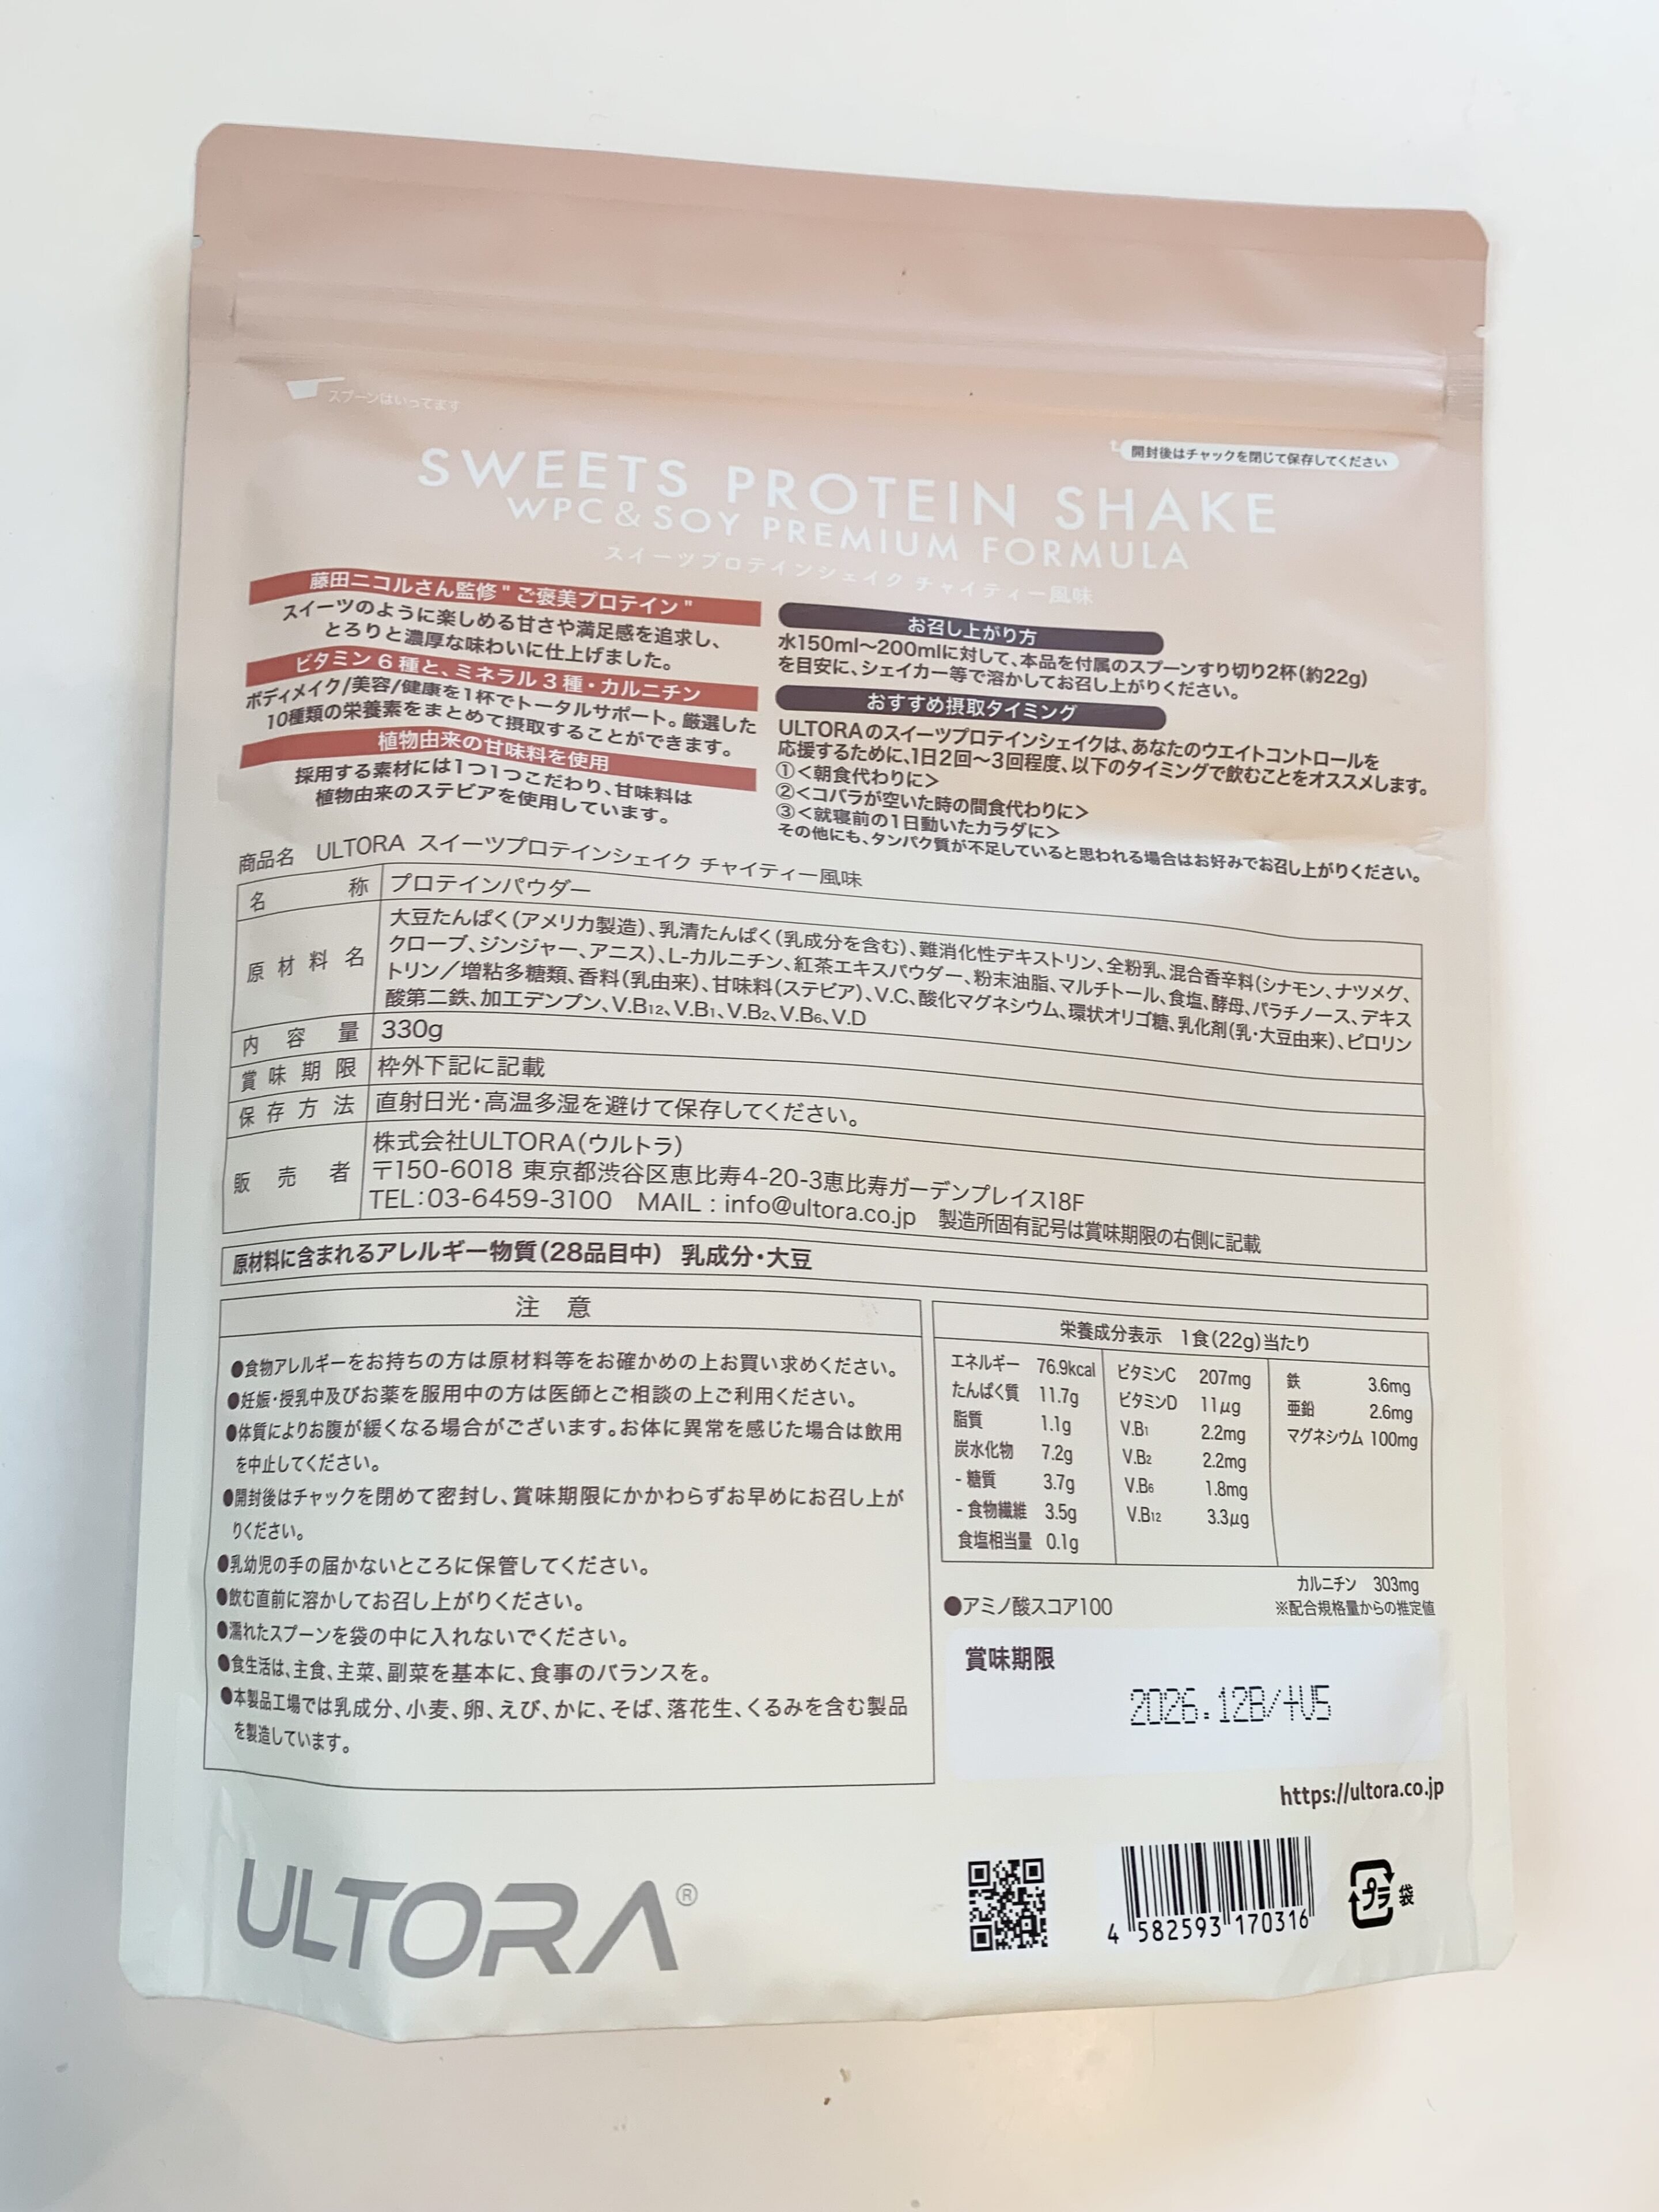 スプーンはいってます
開封後はチャックを閉じて保存してください
SWEETS PROTEIN SHAKE
WPC&SOY PREMIUM FORMULA
スイーツプロテインシェイク チャイティー風味
藤田ニコルさん監修"ご褒美プロテイン"
スイーツのように楽しめる甘さや満足感を追求し、
とろりと濃厚な味わいに仕上げました。
ビタミン6種と、ミネラル3種・カルニチン
ボディメイク/美容/健康を1杯でトータルサポート。厳選した
10種類の栄養素をまとめて摂取することができます。
植物由来の甘味料を使用
採用する素材には1つ1つこだわり、甘味料は
植物由来のステビアを使用しています。
お召し上がり方
水150ml〜200mlに対して、本品を付属のスプーンすり切り2杯(約22g)
を目安に、シェイカー等で溶かしてお召し上がりください。
おすすめ摂取タイミング
ULTORAのスイーツプロテインシェイクは、あなたのウエイトコントロールを
応援するために、1日2回〜3回程度、以下のタイミングで飲むことをオススメします。
①<朝食代わりに>
②<コバラが空いた時の間食代わりに>
③<就寝前の1日動いたカラダに>
その他にも、タンパク質が不足していると思われる場合はお好みでお召し上がりください。
商品名 ULTORA スイーツプロテインシェイク チャイティー風味
名称 プロテインパウダー
原材料名 大豆たんぱく(アメリカ製造)、乳清たんぱく(乳成分を含む)、難消化性デキストリン、全粉乳、混合香辛料(シナモン、ナツメグ、
クローブ、ジンジャー、アニス)、L-カルニチン、紅茶エキスパウダー、粉末油脂、マルチトール、食塩、酵母、パラチノース、デキス
トリン／増粘多糖類、香料(乳由来)、甘味料(ステビア)、V.C、酸化マグネシウム、環状オリゴ糖、乳化剤(乳・大豆由来)、ピロリン
酸第二鉄、加工デンプン、V.B12、V.B1、V.B2、V.B6、V.D
内容量 330g
賞味期限 枠外下記に記載
保存方法 直射日光・高温多湿を避けて保存してください。
販売者 株式会社ULTORA(ウルトラ)
〒150-6018 東京都渋谷区恵比寿4-20-3恵比寿ガーデンプレイス18F
TEL:03-6459-3100 MAIL : info@ultora.co.jp 製造所固有記号は賞味期限の右側に記載
原材料に含まれるアレルギー物質(28品目中) 乳成分・大豆
注意
●食物アレルギーをお持ちの方は原材料等をお確かめの上お買い求めください。
●妊娠・授乳中及びお薬を服用中の方は医師とご相談の上ご利用ください。
●体質によりお腹が緩くなる場合がございます。お体に異常を感じた場合は飲用
を中止してください。
●開封後はチャックを閉めて密封し、賞味期限にかかわらずお早めにお召し上が
りください。
●乳幼児の手の届かないところに保管してください。
●飲む直前に溶かしてお召し上がりください。
●濡れたスプーンを袋の中に入れないでください。
●食生活は、主食、主菜、副菜を基本に、食事のバランスを。
●本製品工場では乳成分、小麦、卵、えび、かに、そば、落花生、くるみを含む製品
を製造しています。
栄養成分表示 1食(22g)当たり
エネルギー 76.9kcal
たんぱく質 11.7g
脂質 1.1g
炭水化物 7.2g
- 糖質 3.7g
- 食物繊維 3.5g
食塩相当量 0.1g
ビタミンC 207mg
ビタミンD 11μg
V.B1 2.2mg
V.B2 2.2mg
V.B6 1.8mg
V.B12 3.3μg
鉄 3.6mg
亜鉛 2.6mg
マグネシウム 100mg
カルニチン 303mg
●アミノ酸スコア100
※配合規格量からの推定値
賞味期限
2026.12B/4U5
https://ultora.co.jp
ULTORA®
4 582593 170316
プラ 袋